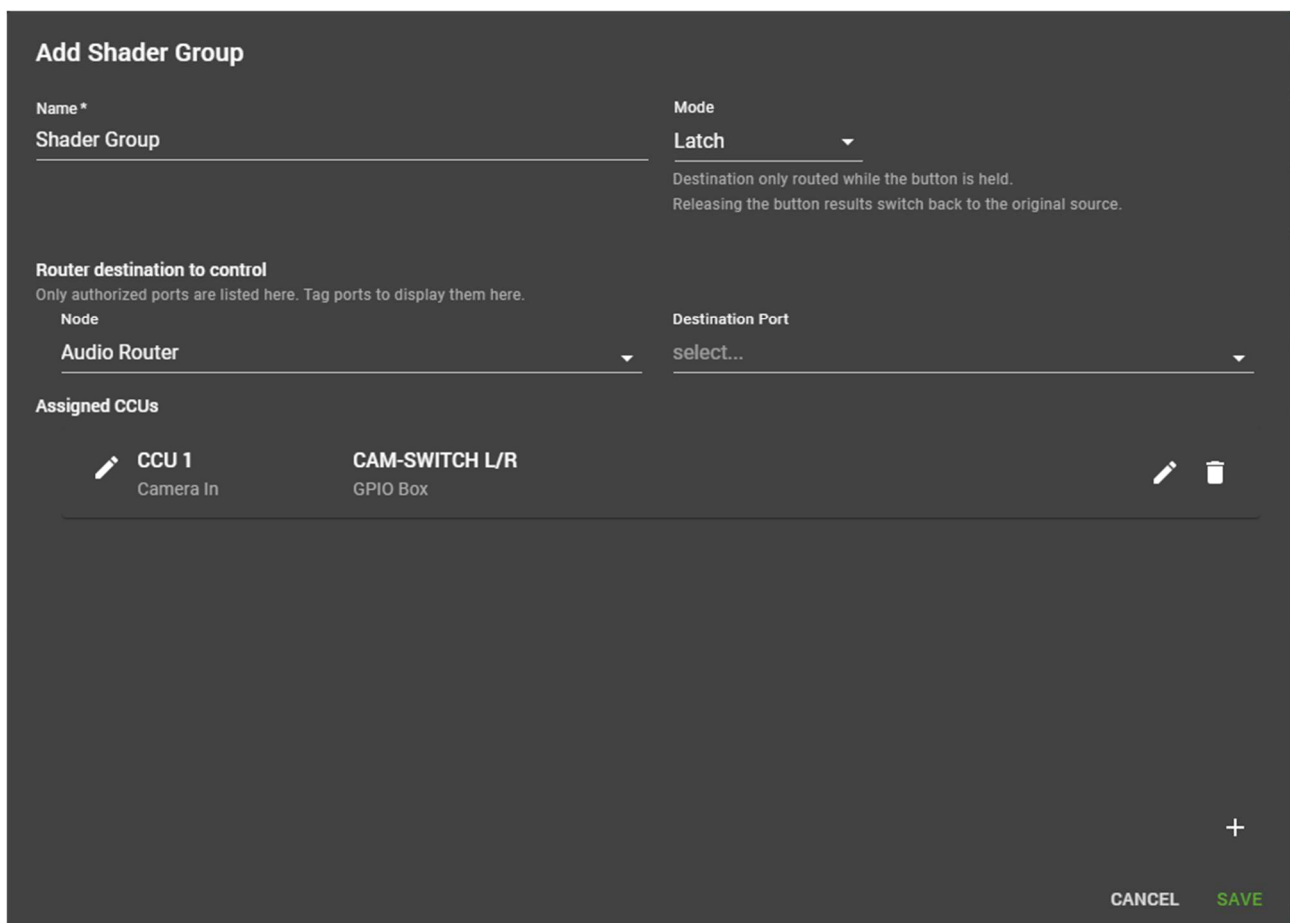 Add Shader Group
Name*
Shader Group
Mode
Latch
Destination only routed while the button is held.
Releasing the button results switch back to the original source.
Router destination to control
Only authorized ports are listed here. Tag ports to display them here.
Node
Audio Router
Destination Port
select...
Assigned CCUs
CCU 1
Camera In
CAM-SWITCH L/R
GPIO Box
CANCEL
SAVE